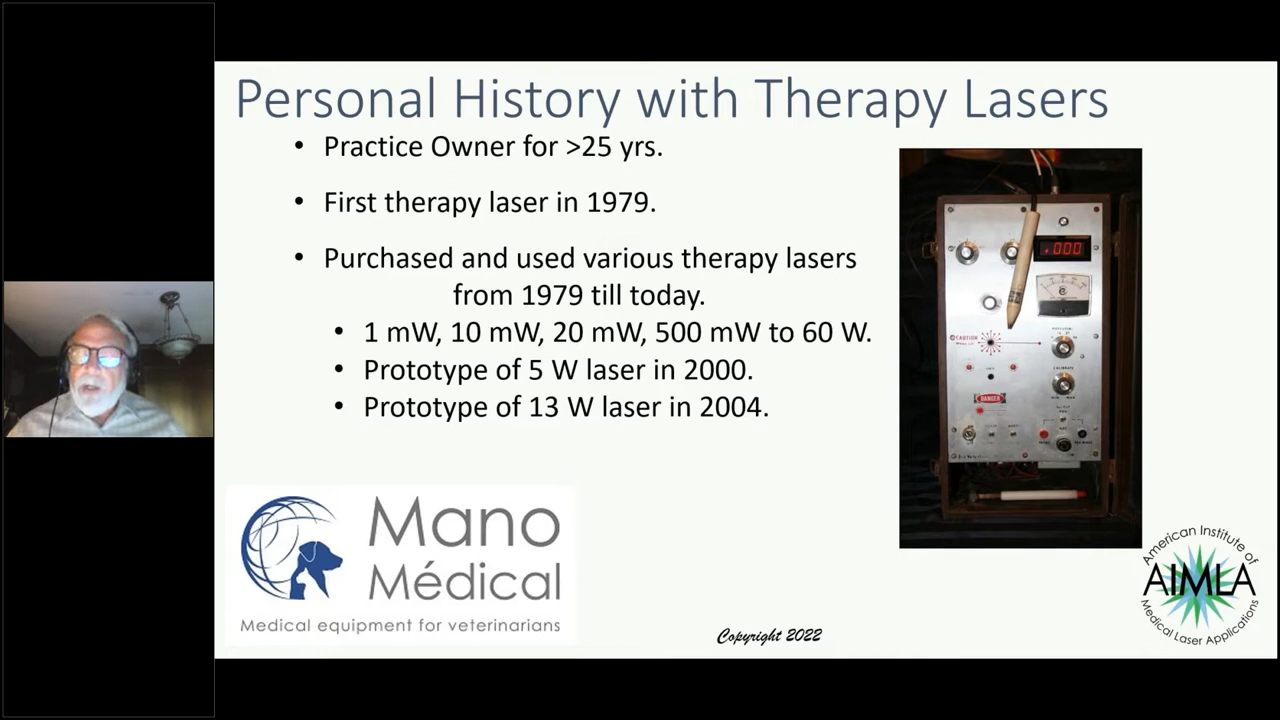 Personal History with Therapy Lasers
• Practice Owner for >25 yrs.
• First therapy laser in 1979.
• Purchased and used various therapy lasers
from 1979 till today.
• 1 mW, 10 mW, 20 mW, 500 mW to 60 W.
• Prototype of 5 W laser in 2000.
• Prototype of 13 W laser in 2004.
.000
CAUTION
DANGER
Mano
Médical
Medical equipment for veterinarians
Copyright 2022
American Institute of
AIMLA
Medical Laser Applications